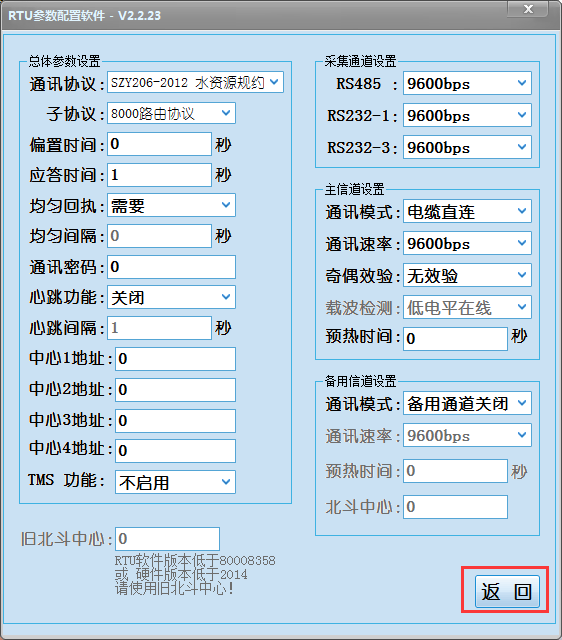 RTU参数配置软件 - V2.2.23
总体参数设置
通讯协议: SZY206-2012 水资源规约
子协议: 8000路由协议
偏置时间: 0 秒
应答时间: 1 秒
均匀回执: 需要
均匀间隔: 0 秒
通讯密码: 0
心跳功能: 关闭
心跳间隔: 1 秒
中心1地址: 0
中心2地址: 0
中心3地址: 0
中心4地址: 0
TMS 功能: 不启用
旧北斗中心: 0
RTU软件版本低于80008358
或 硬件版本低于2014
请使用旧北斗中心!
采集通道设置
RS485 : 9600bps
RS232-1: 9600bps
RS232-3: 9600bps
主信道设置
通讯模式: 电缆直连
通讯速率: 9600bps
奇偶效验: 无效验
载波检测: 低电平在线
预热时间: 0 秒
备用信道设置
通讯模式: 备用通道关闭
通讯速率: 9600bps
预热时间: 0 秒
北斗中心: 0
返 回